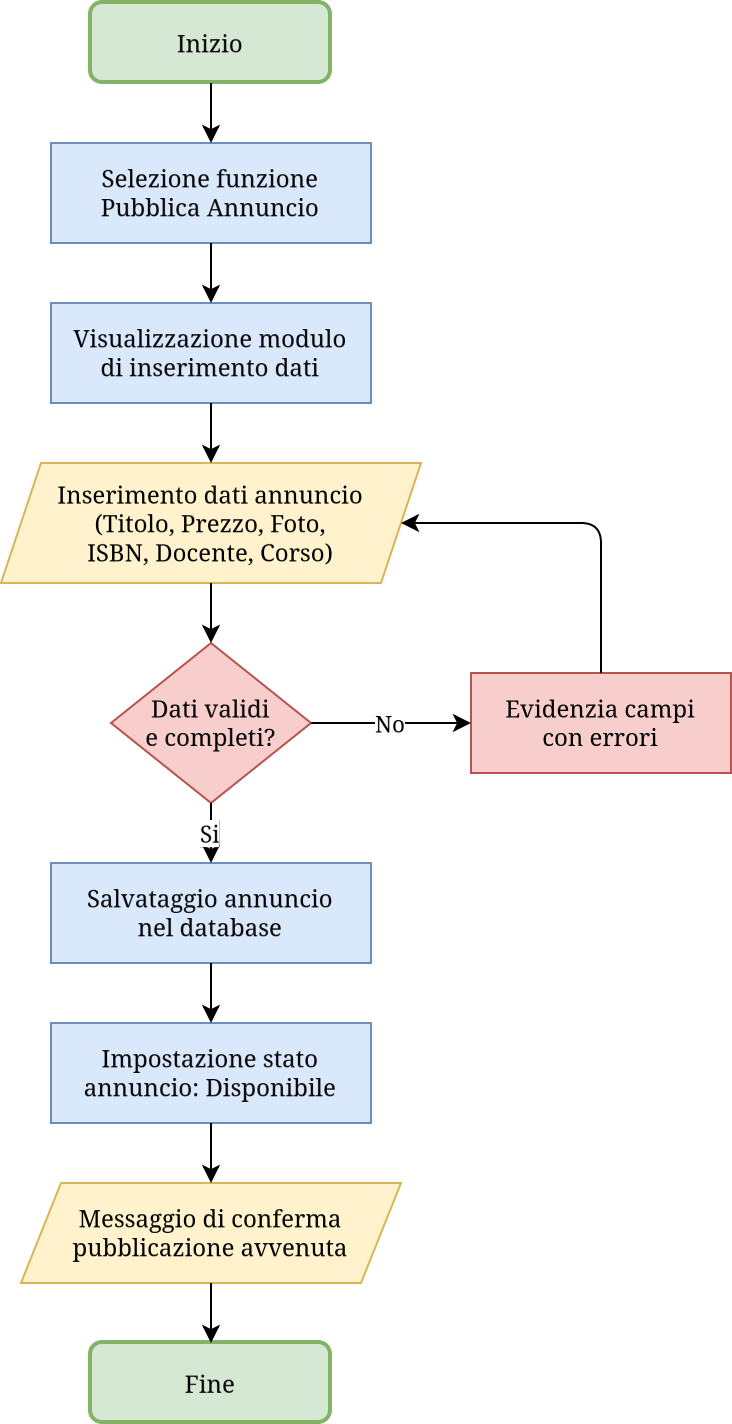 Inizio
Selezione funzione
Pubblica Annuncio
Visualizzazione modulo
di inserimento dati
Inserimento dati annuncio
(Titolo, Prezzo, Foto,
ISBN, Docente, Corso)
Dati validi
e completi?
No
Evidenzia campi
con errori
Si
Salvataggio annuncio
nel database
Impostazione stato
annuncio: Disponibile
Messaggio di conferma
pubblicazione avvenuta
Fine